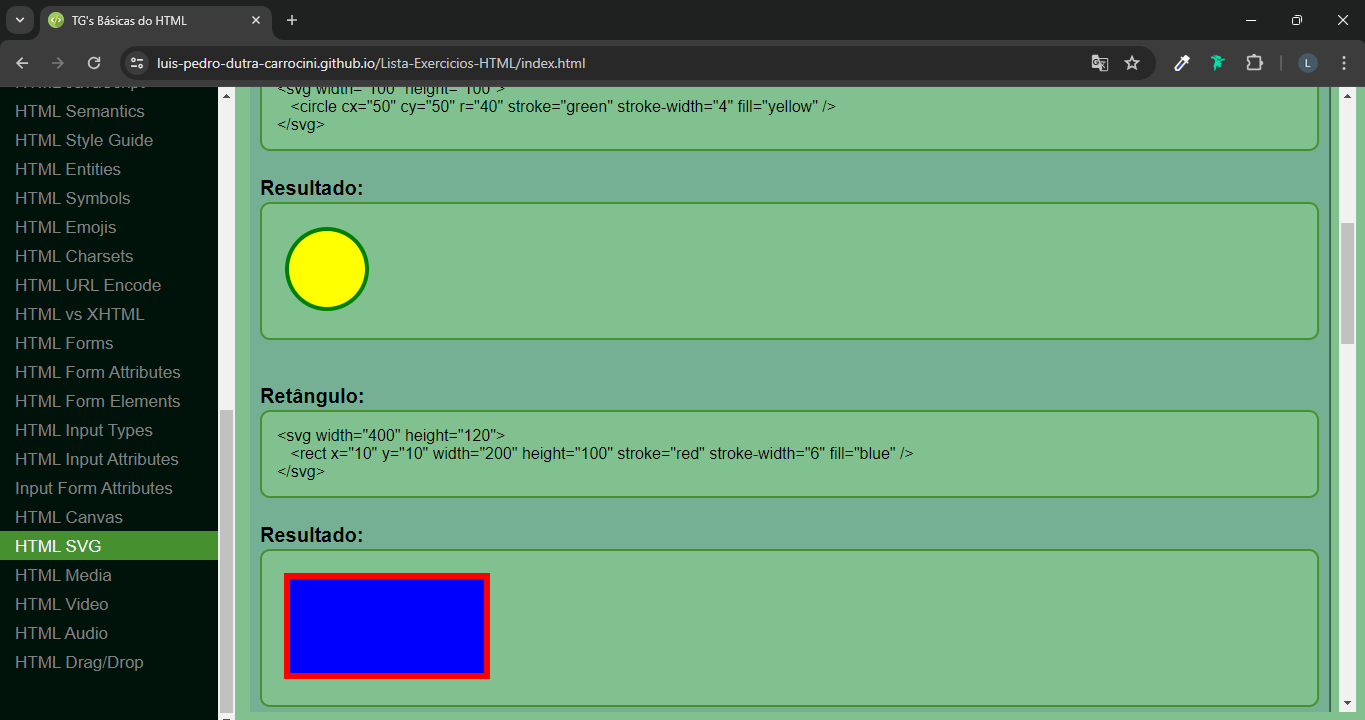 TG's Básicas do HTML
luis-pedro-dutra-carrocini.github.io/Lista-Exercicios-HTML/index.html
L
HTML JavaScript
HTML Semantics
HTML Style Guide
HTML Entities
HTML Symbols
HTML Emojis
HTML Charsets
HTML URL Encode
HTML vs XHTML
HTML Forms
HTML Form Attributes
HTML Form Elements
HTML Input Types
HTML Input Attributes
Input Form Attributes
HTML Canvas
HTML SVG
HTML Media
HTML Video
HTML Audio
HTML Drag/Drop
<svg width="100" height="100">
<circle cx="50" cy="50" r="40" stroke="green" stroke-width="4" fill="yellow" />
</svg>
Resultado:
Retângulo:
<svg width="400" height="120">
<rect x="10" y="10" width="200" height="100" stroke="red" stroke-width="6" fill="blue" />
</svg>
Resultado: